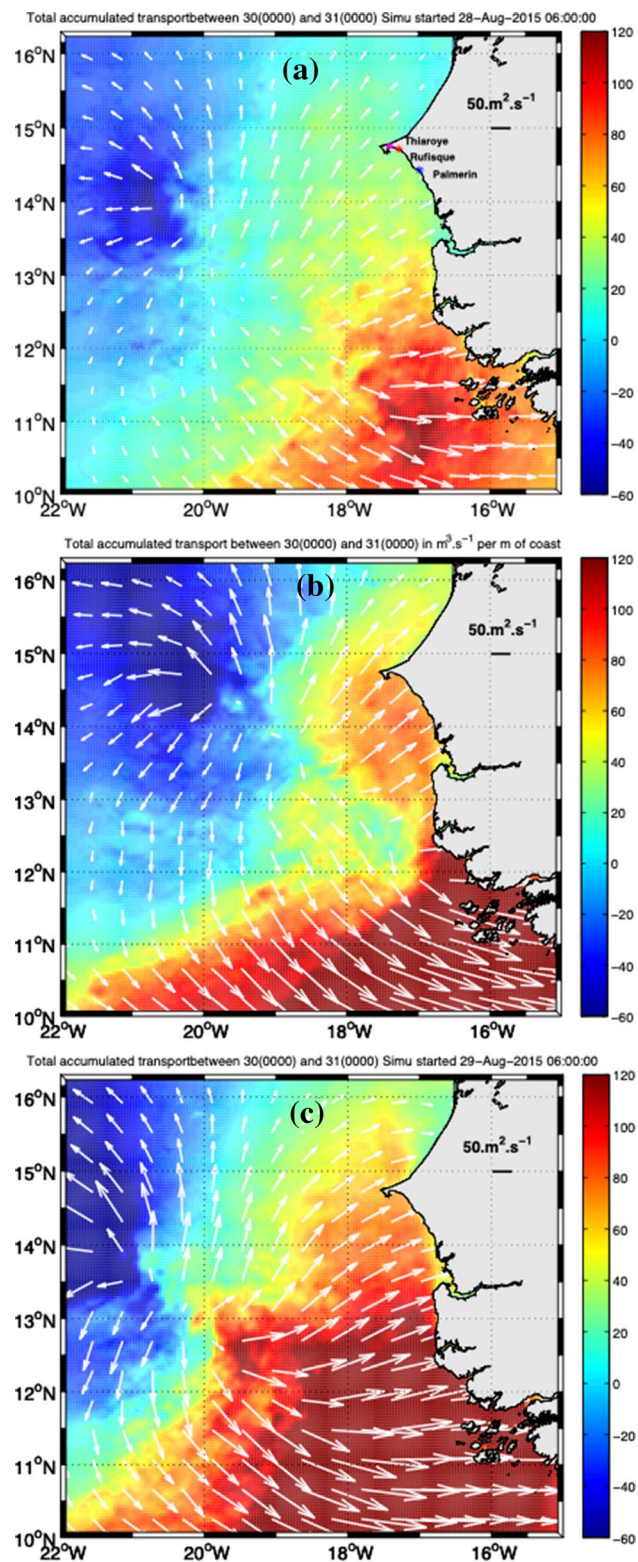 Total accumulated transportbetween 30(0000) and 31(0000) Simu started 28-Aug-2015 06:00:00
(a)
50.m².s⁻¹
Thiaroye
Rufisque
Palmerin
16°N
15°N
14°N
13°N
12°N
11°N
10°N
22°W
20°W
18°W
16°W
120
100
80
60
40
20
0
−20
−40
−60
Total accumulated transport between 30(0000) and 31(0000) in m³.s⁻¹ per m of coast
(b)
50.m².s⁻¹
16°N
15°N
14°N
13°N
12°N
11°N
10°N
22°W
20°W
18°W
16°W
120
100
80
60
40
20
0
−20
−40
−60
Total accumulated transportbetween 30(0000) and 31(0000) Simu started 29-Aug-2015 06:00:00
(c)
50.m².s⁻¹
16°N
15°N
14°N
13°N
12°N
11°N
10°N
22°W
20°W
18°W
16°W
120
100
80
60
40
20
0
−20
−40
−60